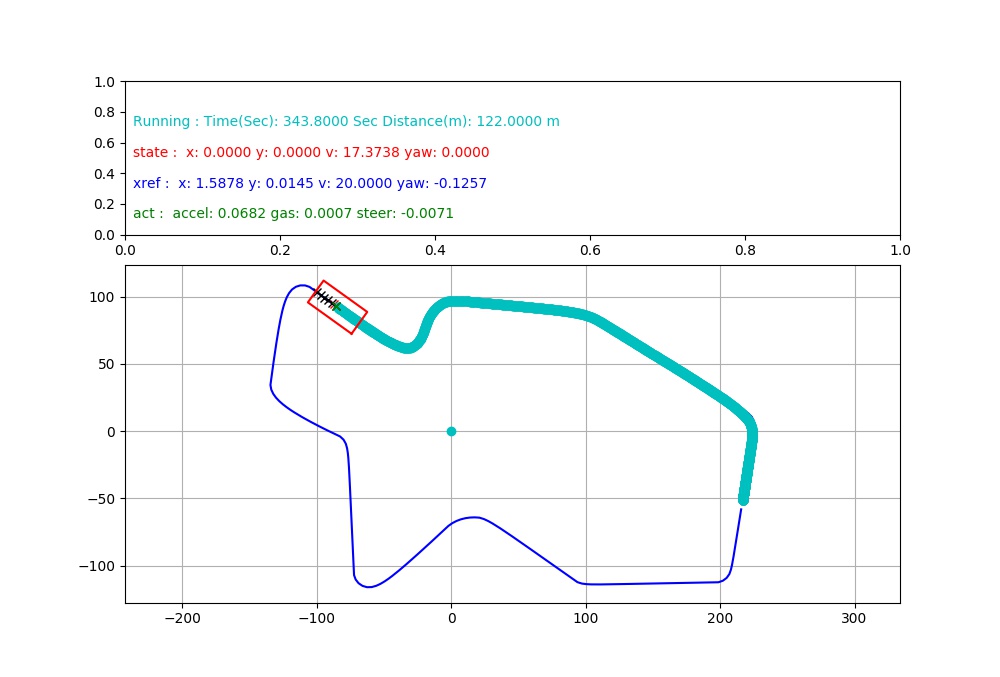 1.0
0.8
0.6
0.4
0.2
0.0
Running : Time(Sec): 343.8000 Sec Distance(m): 122.0000 m
state :  x: 0.0000 y: 0.0000 v: 17.3738 yaw: 0.0000
xref :  x: 1.5878 y: 0.0145 v: 20.0000 yaw: -0.1257
act :  accel: 0.0682 gas: 0.0007 steer: -0.0071
0.0 0.2 0.4 0.6 0.8 1.0
100
50
0
−50
−100
−200 −100 0 100 200 300